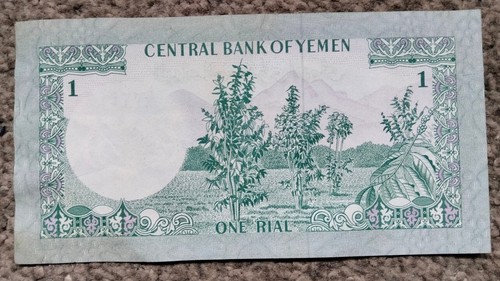 CENTRAL BANK OF YEMEN
1 1
ONE RIAL